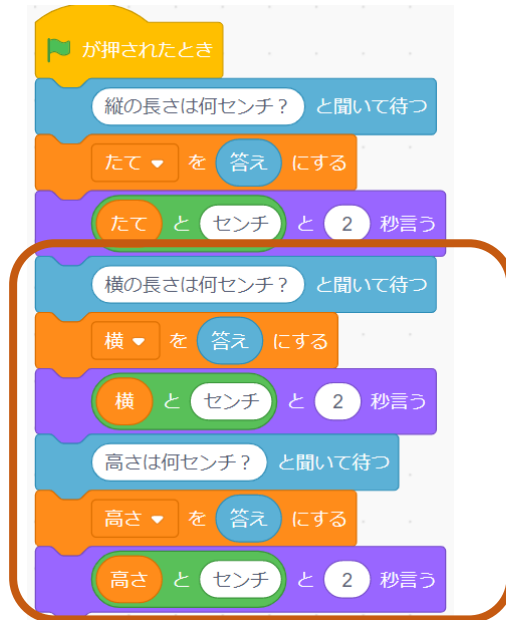 が押されたとき
縦の長さは何センチ？ と聞いて待つ
たて を 答え にする
たて と センチ と 2 秒言う
横の長さは何センチ？ と聞いて待つ
横 を 答え にする
横 と センチ と 2 秒言う
高さは何センチ？ と聞いて待つ
高さ を 答え にする
高さ と センチ と 2 秒言う